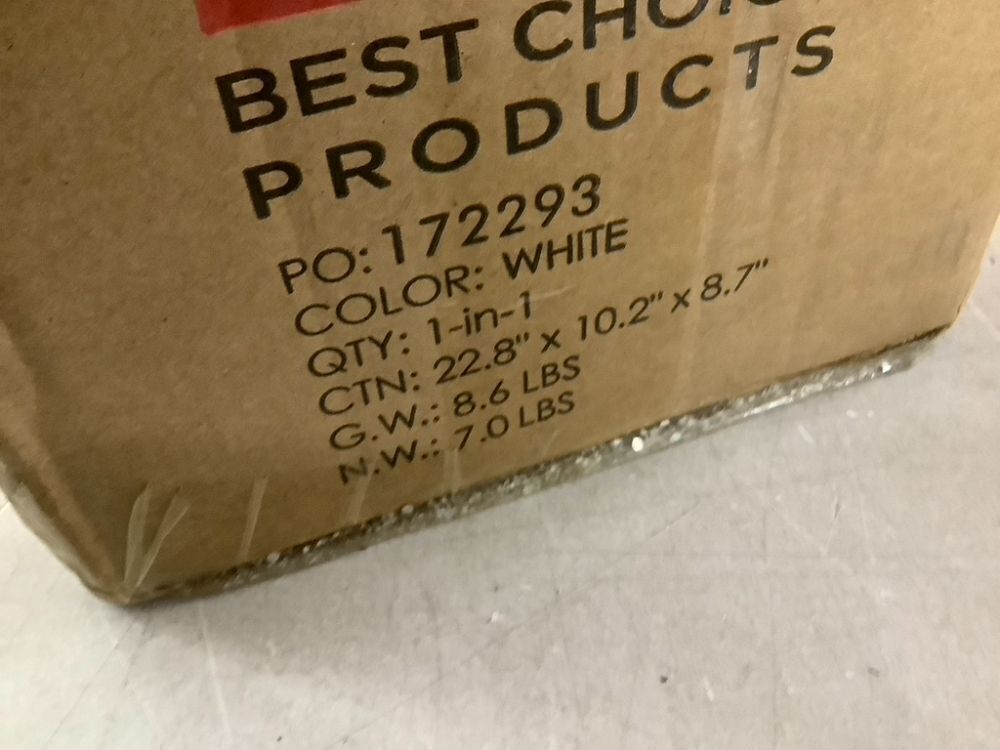 BEST CHOICE
PRODUCTS
PO: 172293
COLOR: WHITE
QTY: 1-in-1
CTN: 22.8" x 10.2" x 8.7"
G.W.: 8.6 LBS
N.W.: 7.0 LBS